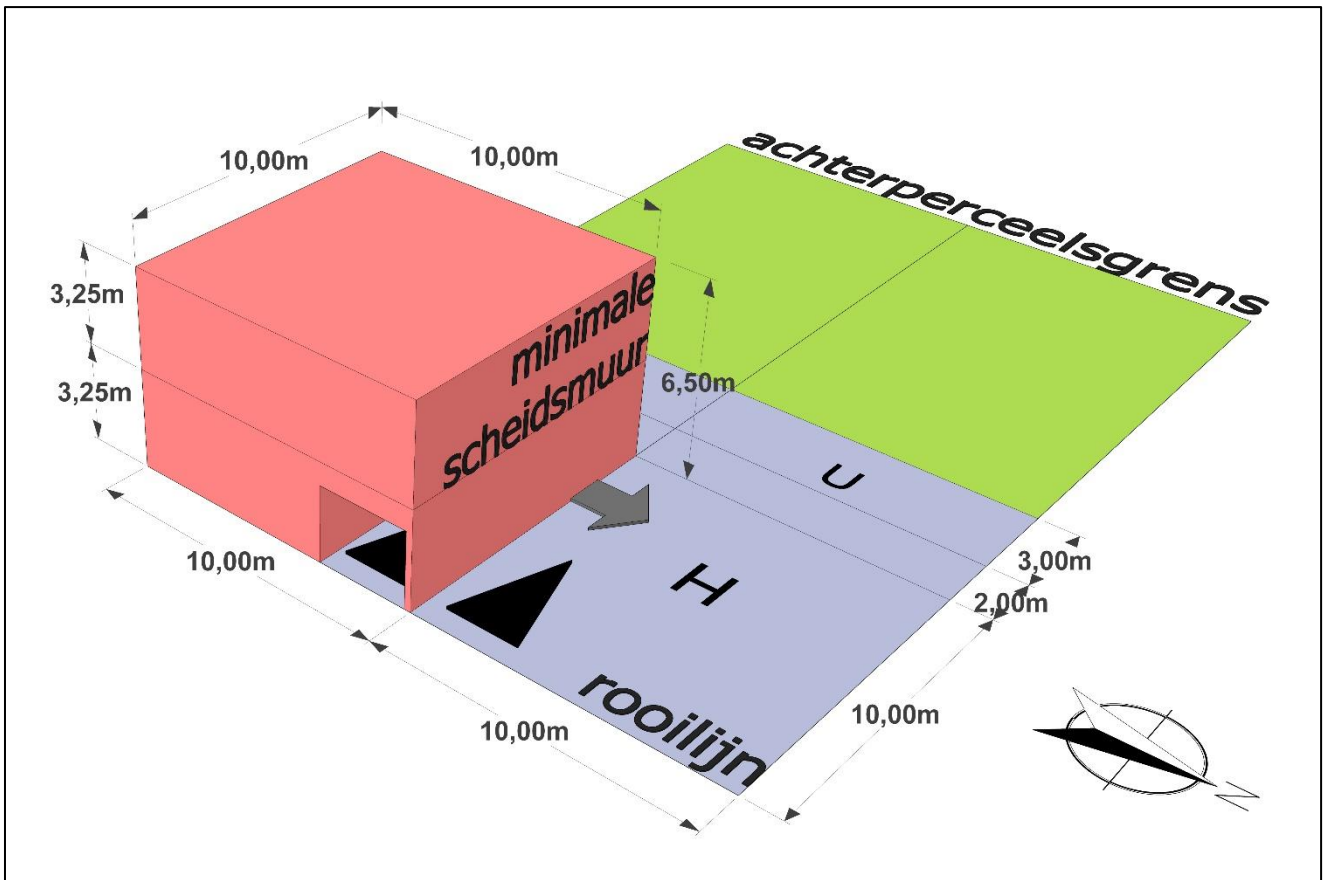 achterperceelsgrens
10,00m
10,00m
3,25m
3,25m
minimale
scheidsmuur
6,50m
U
H
3,00m
2,00m
10,00m
10,00m
10,00m
rooilijn
N